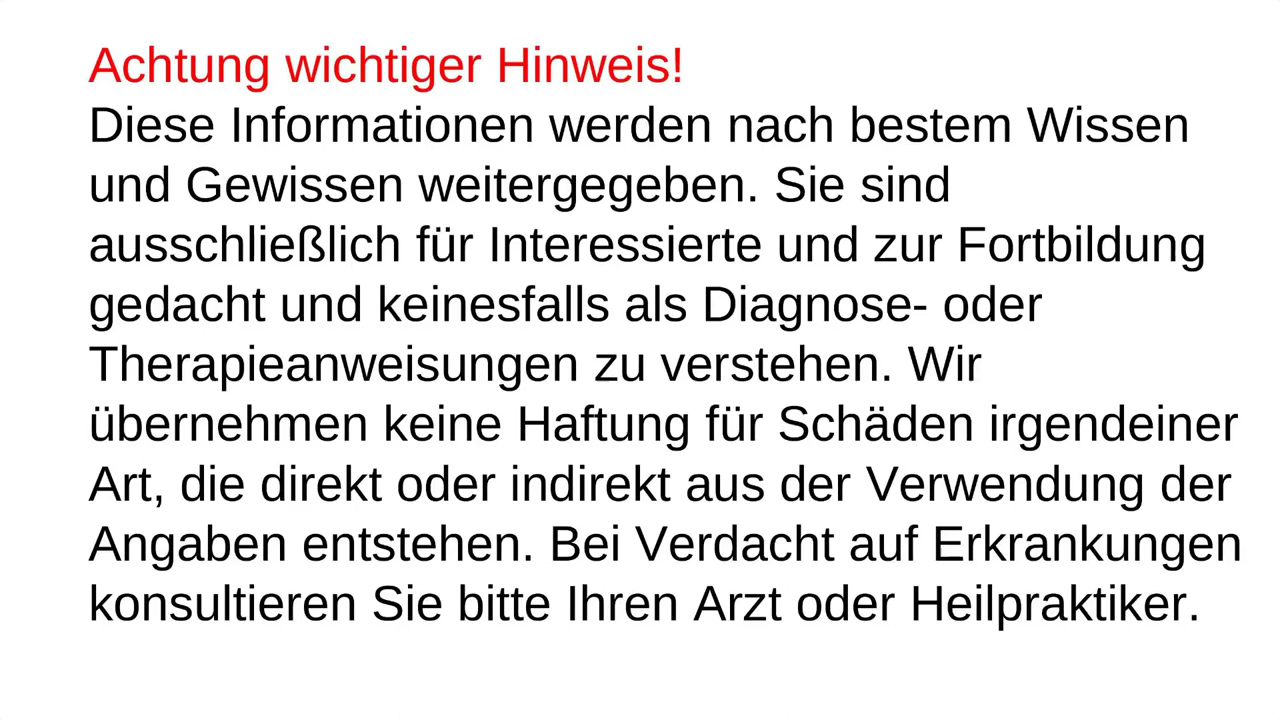 Achtung wichtiger Hinweis!
Diese Informationen werden nach bestem Wissen
und Gewissen weitergegeben. Sie sind
ausschließlich für Interessierte und zur Fortbildung
gedacht und keinesfalls als Diagnose- oder
Therapieanweisungen zu verstehen. Wir
übernehmen keine Haftung für Schäden irgendeiner
Art, die direkt oder indirekt aus der Verwendung der
Angaben entstehen. Bei Verdacht auf Erkrankungen
konsultieren Sie bitte Ihren Arzt oder Heilpraktiker.